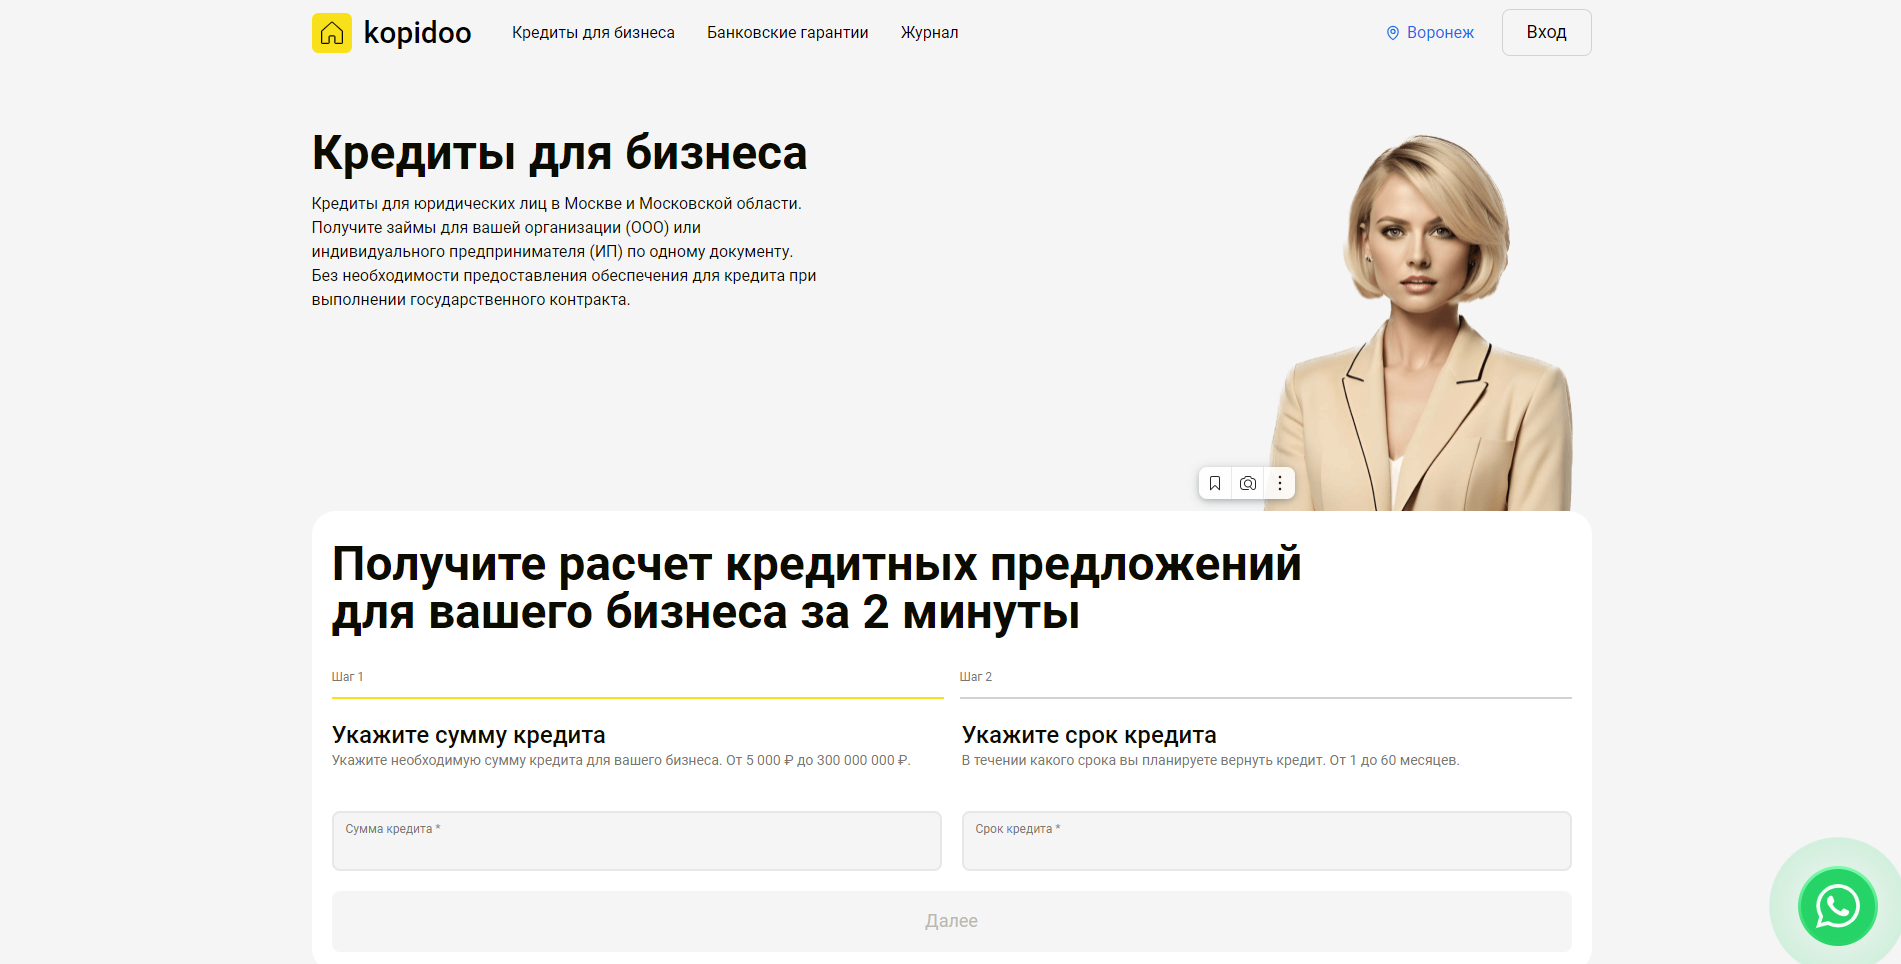 kopidoo
Кредиты для бизнеса
Банковские гарантии
Журнал
Воронеж
Вход
Кредиты для бизнеса
Кредиты для юридических лиц в Москве и Московской области.
Получите займы для вашей организации (ООО) или
индивидуального предпринимателя (ИП) по одному документу.
Без необходимости предоставления обеспечения для кредита при
выполнении государственного контракта.
Получите расчет кредитных предложений
для вашего бизнеса за 2 минуты
Шаг 1
Шаг 2
Укажите сумму кредита
Укажите необходимую сумму кредита для вашего бизнеса. От 5 000 ₽ до 300 000 000 ₽.
Укажите срок кредита
В течении какого срока вы планируете вернуть кредит. От 1 до 60 месяцев.
Сумма кредита *
Срок кредита *
Далее